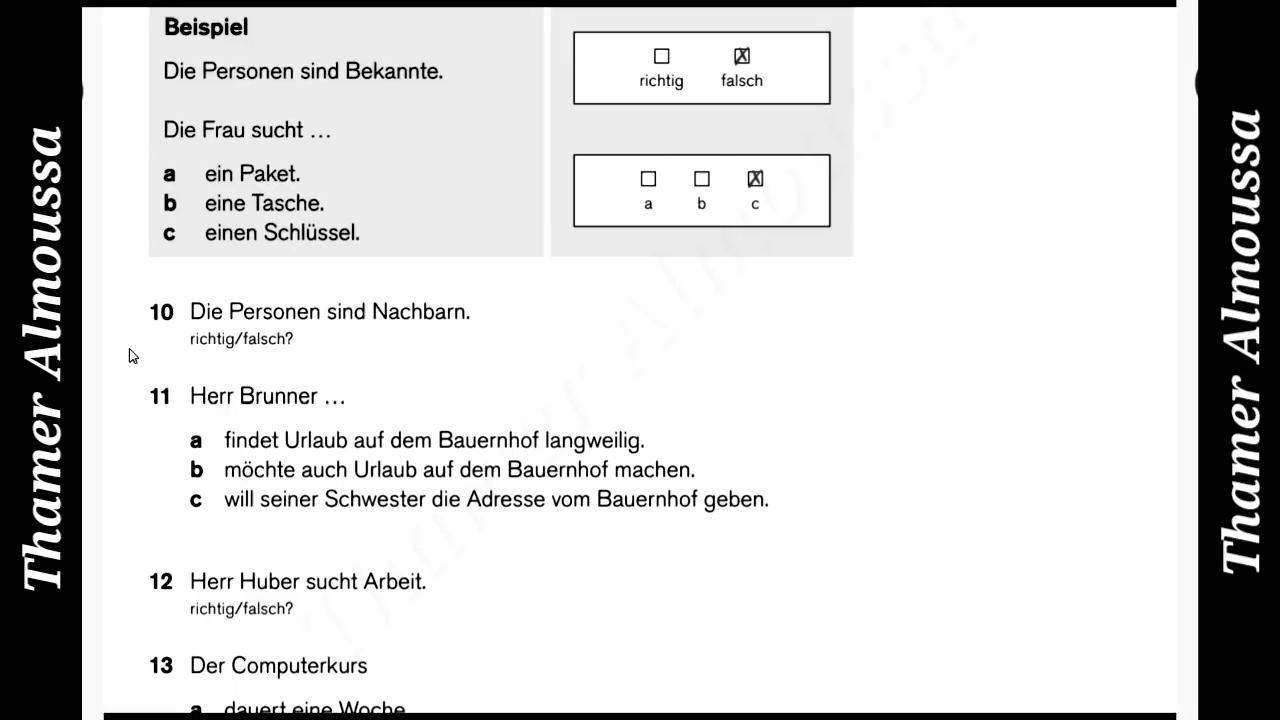 Beispiel
Die Personen sind Bekannte.
richtig falsch
Die Frau sucht ...
a ein Paket.
b eine Tasche.
c einen Schlüssel.
a b c
10 Die Personen sind Nachbarn.
richtig/falsch?
11 Herr Brunner ...
a findet Urlaub auf dem Bauernhof langweilig.
b möchte auch Urlaub auf dem Bauernhof machen.
c will seiner Schwester die Adresse vom Bauernhof geben.
12 Herr Huber sucht Arbeit.
richtig/falsch?
13 Der Computerkurs
a dauert eine Woche
Thamer Almoussa
Thamer Almoussa
Thamer Almoussa